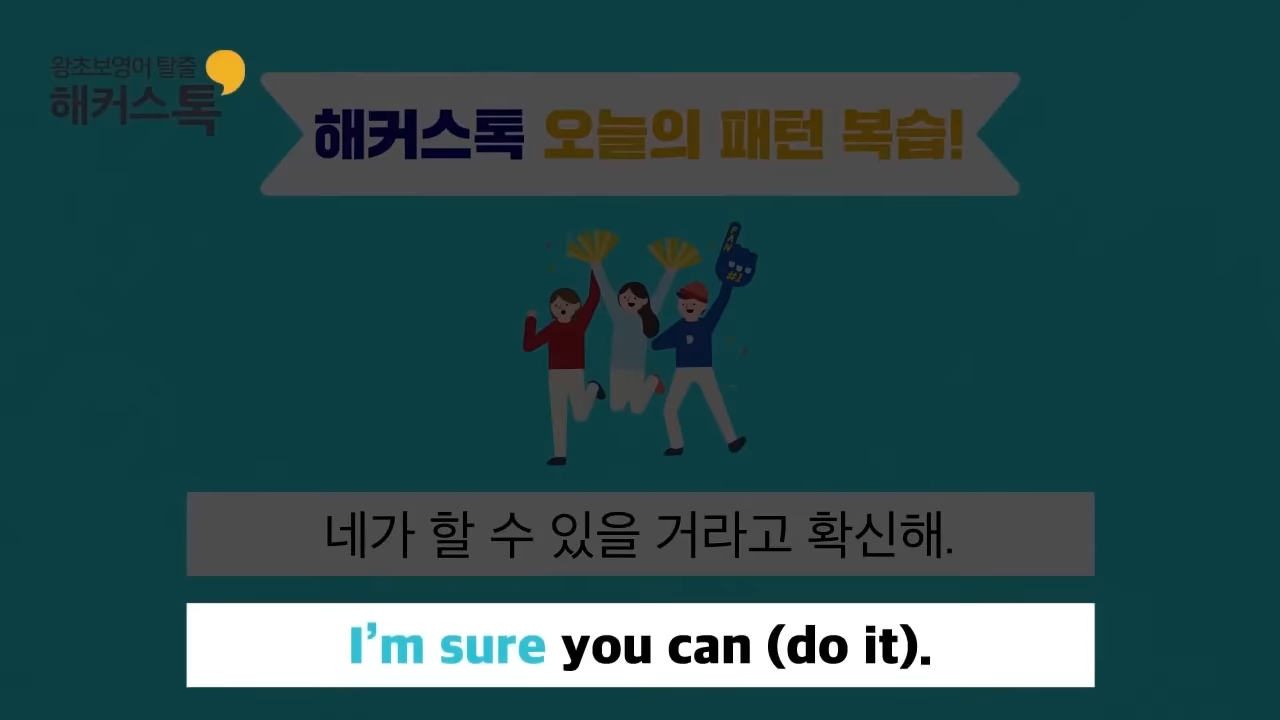 왕초보영어 탈출
해커스톡
해커스톡 오늘의 패턴 복습!
FAN
#1
네가 할 수 있을 거라고 확신해.
I'm sure you can (do it).